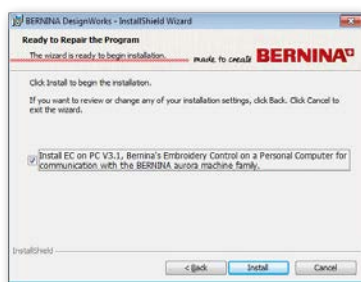 BERNINA DesignWorks - InstallShield Wizard
Ready to Repair the Program
The wizard is ready to begin installation.
made to create BERNINA
Click Install to begin the installation.
If you want to review or change any of your installation settings, click Back. Click Cancel to
exit the wizard.
Install EC on PC V3.1, Bernina's Embroidery Control on a Personal Computer for
communication with the BERNINA aurora machine family.
InstallShield
< Back
Install
Cancel